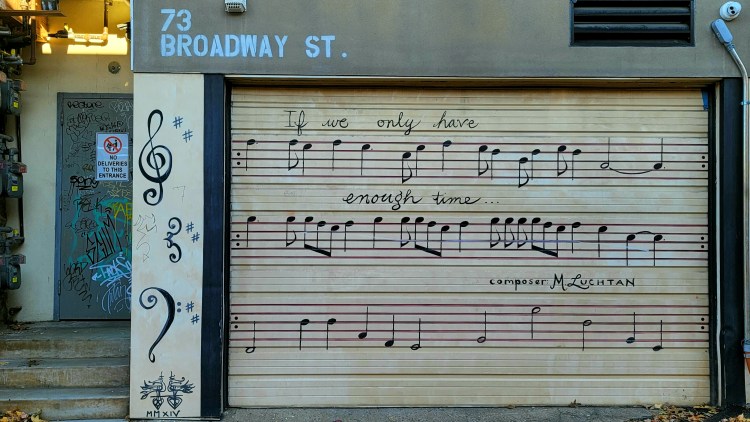 73
BROADWAY ST.
If we only have
NO
DELIVERIES
TO THIS
ENTRANCE
enough time...
composer: M LUCHTAN
MMXIV